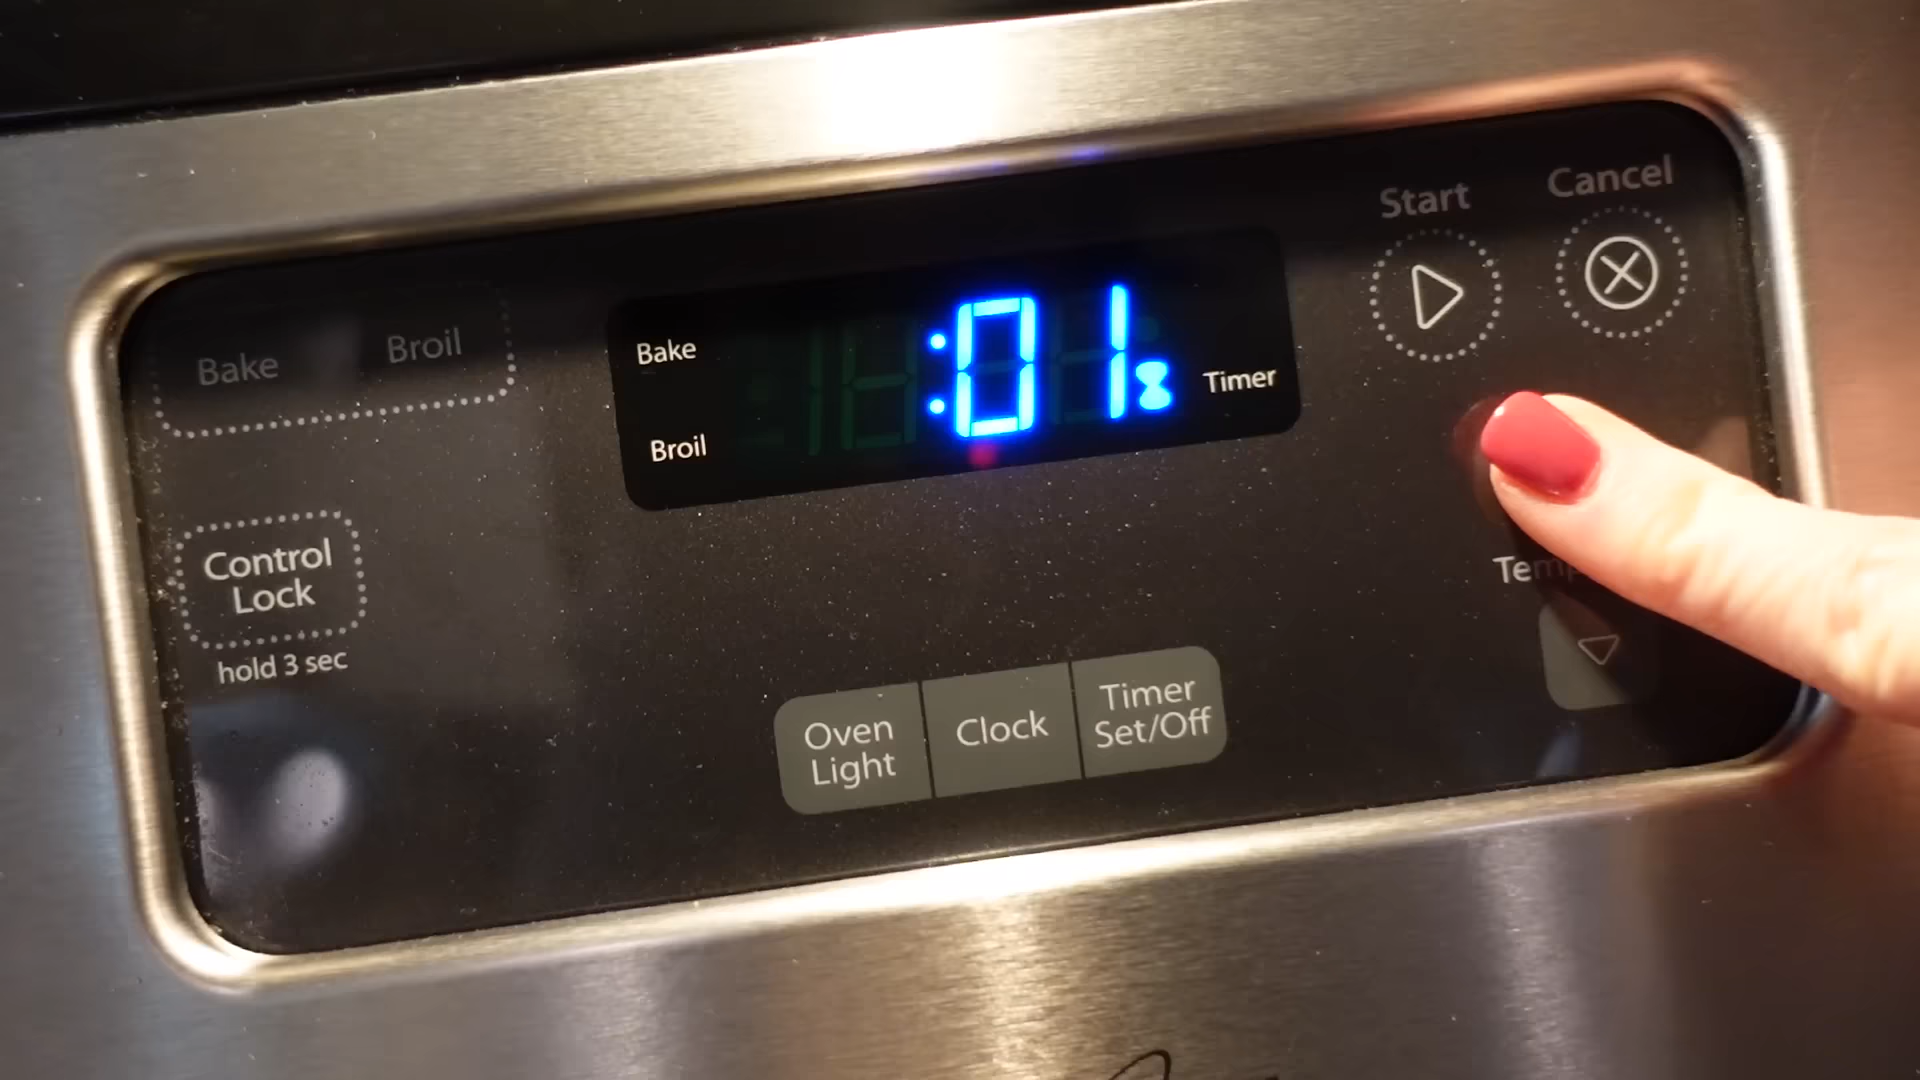 Start
Cancel
Bake
Broil
Bake
:01
Timer
Broil
Control
Lock
hold 3 sec
Oven
Light
Clock
Timer
Set/Off